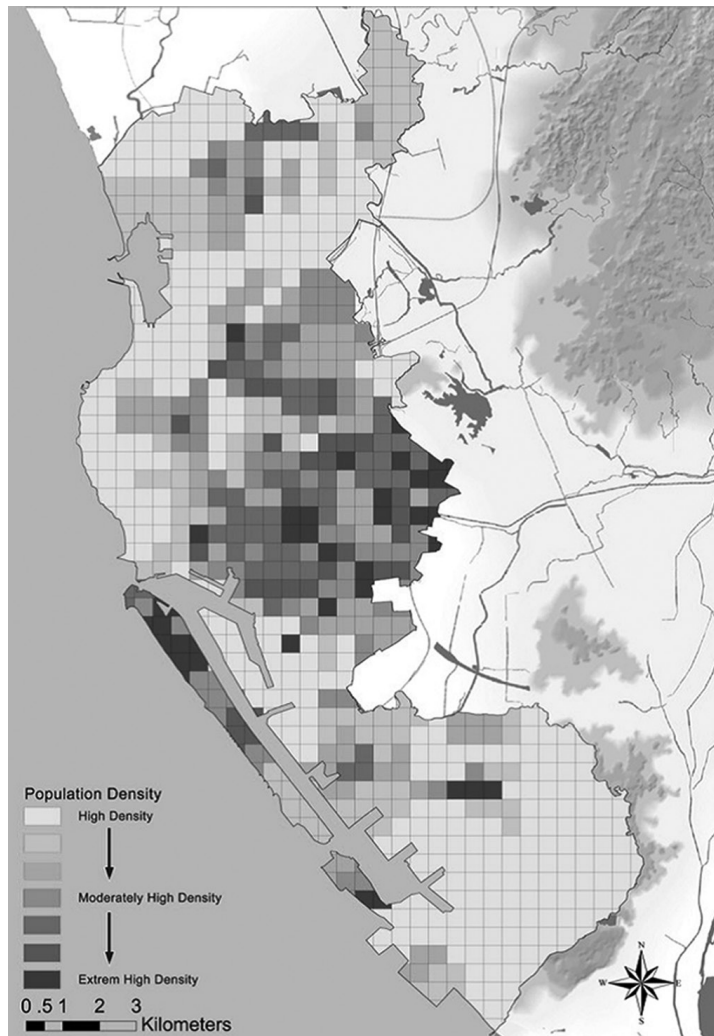 Population Density
High Density
Moderately High Density
Extrem High Density
0 .5 1 2 3
Kilometers
N
W E
S